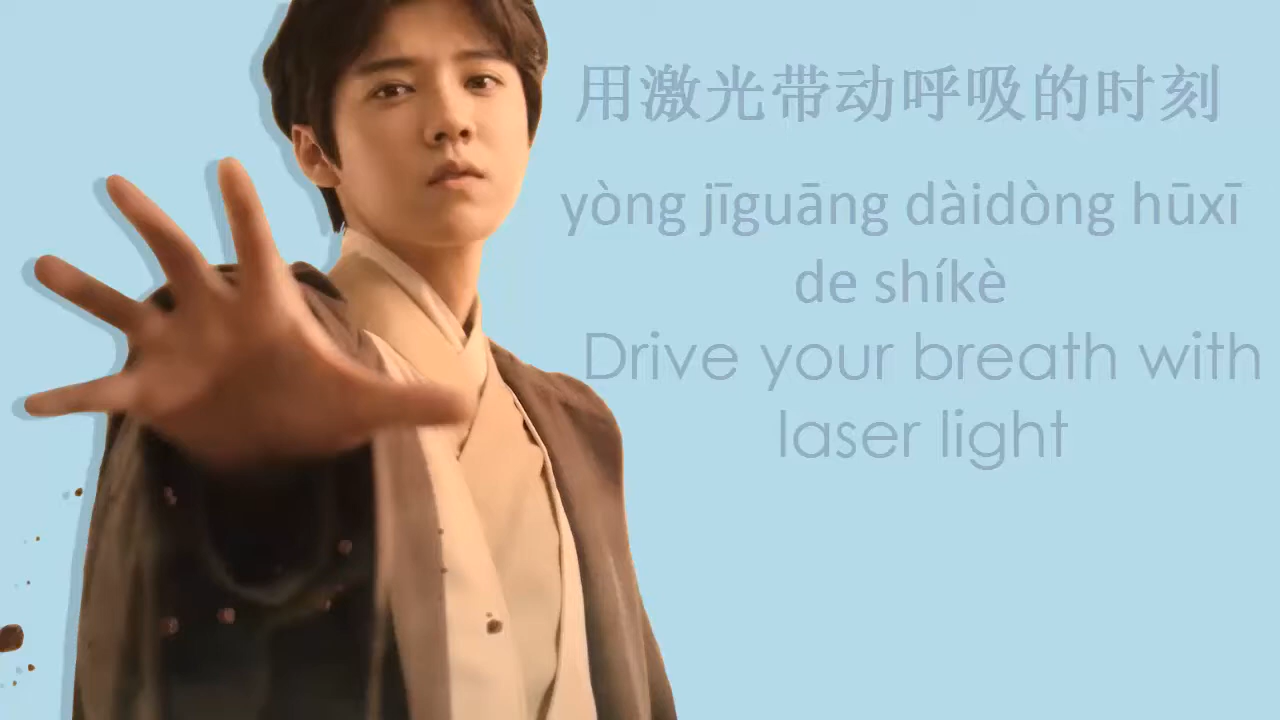 用激光带动呼吸的时刻
yòng jīguāng dàidòng hūxī
de shíkè
Drive your breath with
laser light